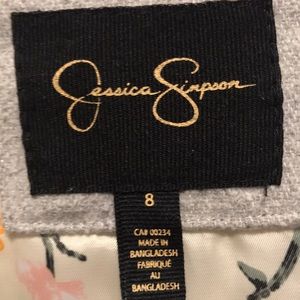 Jessica Simpson
8
CA# 00234
MADE IN
BANGLADESH
FABRIQUÉ
AU
BANGLADESH